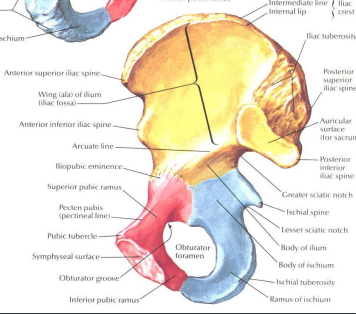 Intermediate line
Internal lip
Iliac
crest
schium
Iliac tuberosity
Anterior superior iliac spine
Posterior
superior
iliac spine
Wing (ala) of ilium
(iliac fossa)
Anterior inferior iliac spine
Auricular
surface
(for sacrum
Arcuate line
Iliopubic eminence
Posterior
inferior
iliac spine
Superior pubic ramus
Greater sciatic notch
Pecten pubis
(pectineal line)
Ischial spine
Lesser sciatic notch
Pubic tubercle
Obturator
foramen
Body of ilium
Symphyseal surface
Body of ischium
Obturator groove
Ischial tuberosity
Inferior pubic ramus
Ramus of ischium